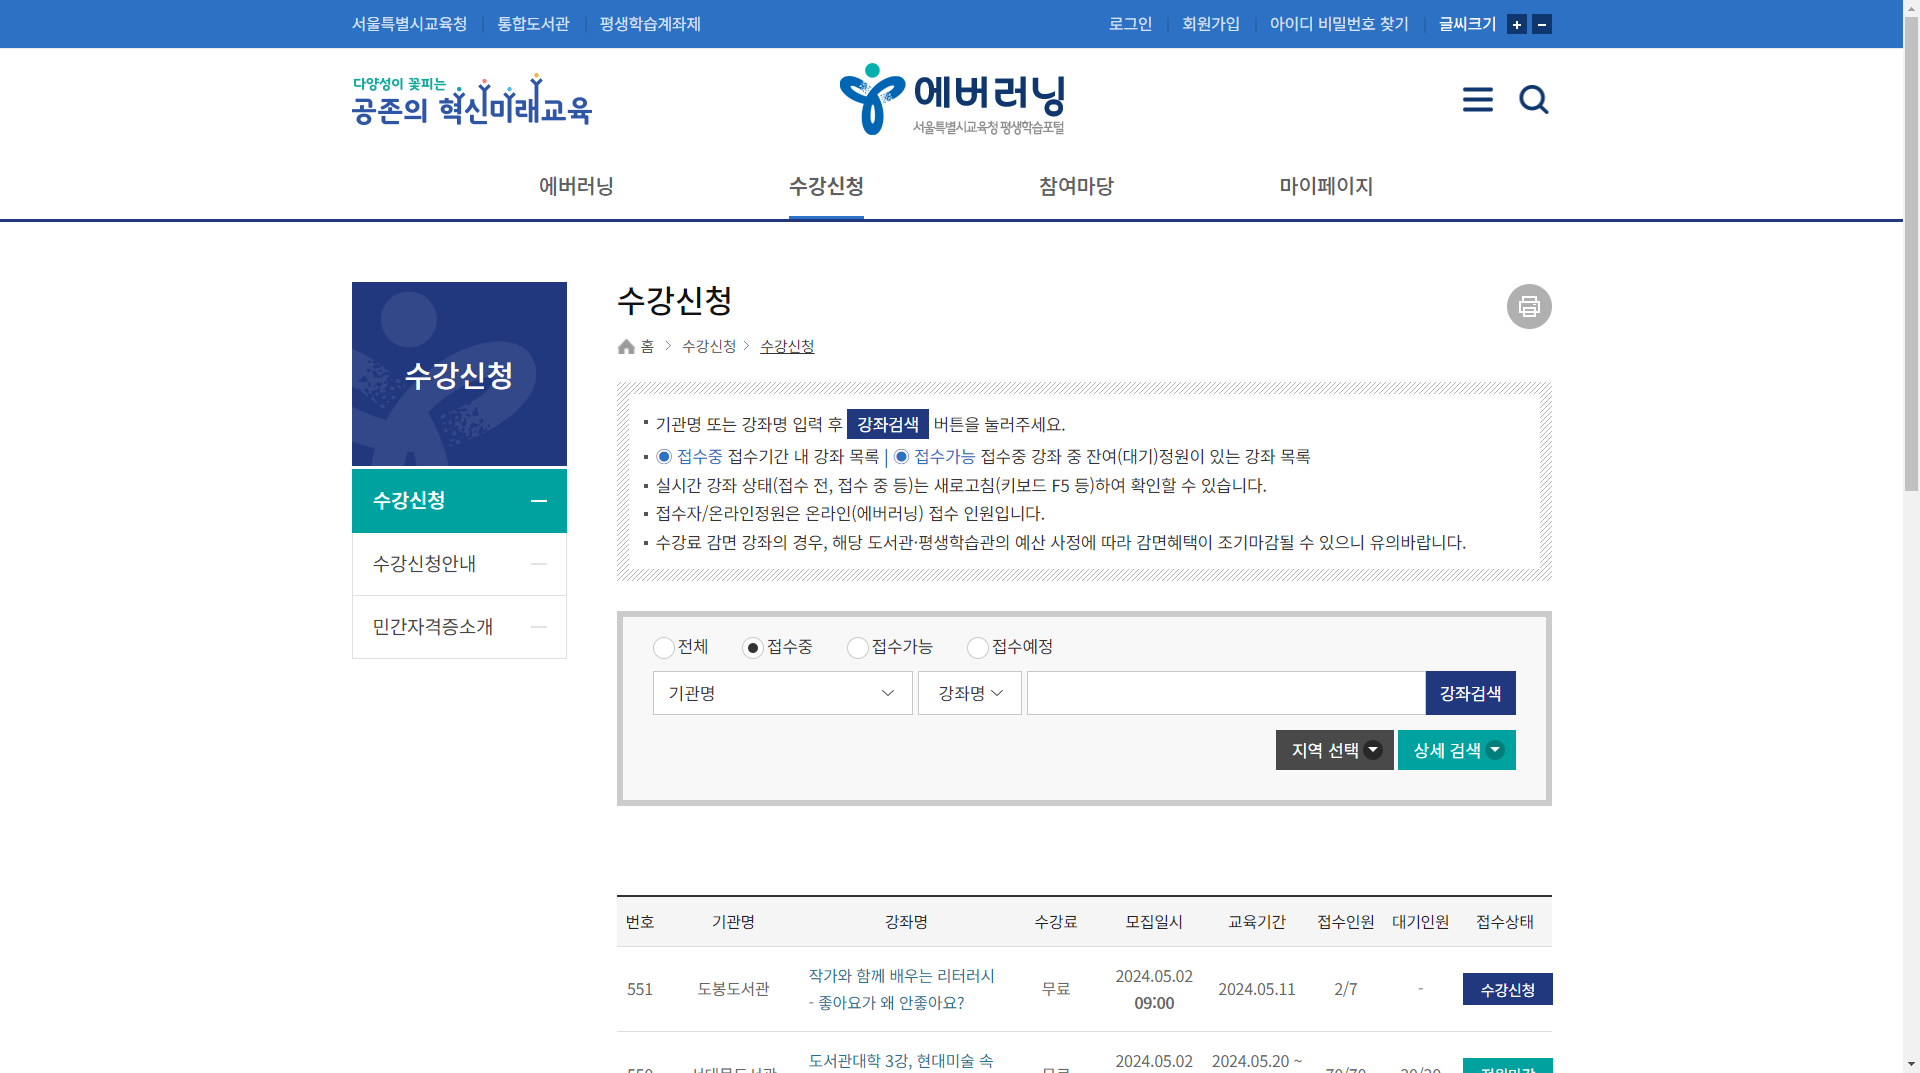 서울특별시교육청 통합도서관 평생학습계좌제 로그인 회원가입 아이디 비밀번호 찾기 글씨크기 + -
다양성이 꽃피는
공존의 혁신미래교육
에버러닝
서울특별시교육청 평생학습포털
에버러닝 수강신청 참여마당 마이페이지
수강신청
수강신청
수강신청안내
민간자격증소개
수강신청
홈 > 수강신청 > 수강신청
기관명 또는 강좌명 입력 후 강좌검색 버튼을 눌러주세요.
접수중 접수기간 내 강좌 목록 | 접수가능 접수중 강좌 중 잔여(대기)정원이 있는 강좌 목록
실시간 강좌 상태(접수 전, 접수 중 등)는 새로고침(키보드 F5 등)하여 확인할 수 있습니다.
접수자/온라인정원은 온라인(에버러닝) 접수 인원입니다.
수강료 감면 강좌의 경우, 해당 도서관·평생학습관의 예산 사정에 따라 감면혜택이 조기마감될 수 있으니 유의바랍니다.
전체 접수중 접수가능 접수예정
기관명 강좌명 강좌검색
지역 선택 상세 검색
번호 기관명 강좌명 수강료 모집일시 교육기간 접수인원 대기인원 접수상태
551 도봉도서관 작가와 함께 배우는 리터러시 - 좋아요가 왜 안좋아요? 무료 2024.05.02 09:00 2024.05.11 2/7 - 수강신청
도서관대학 3강, 현대미술 속 2024.05.02 2024.05.20 ~